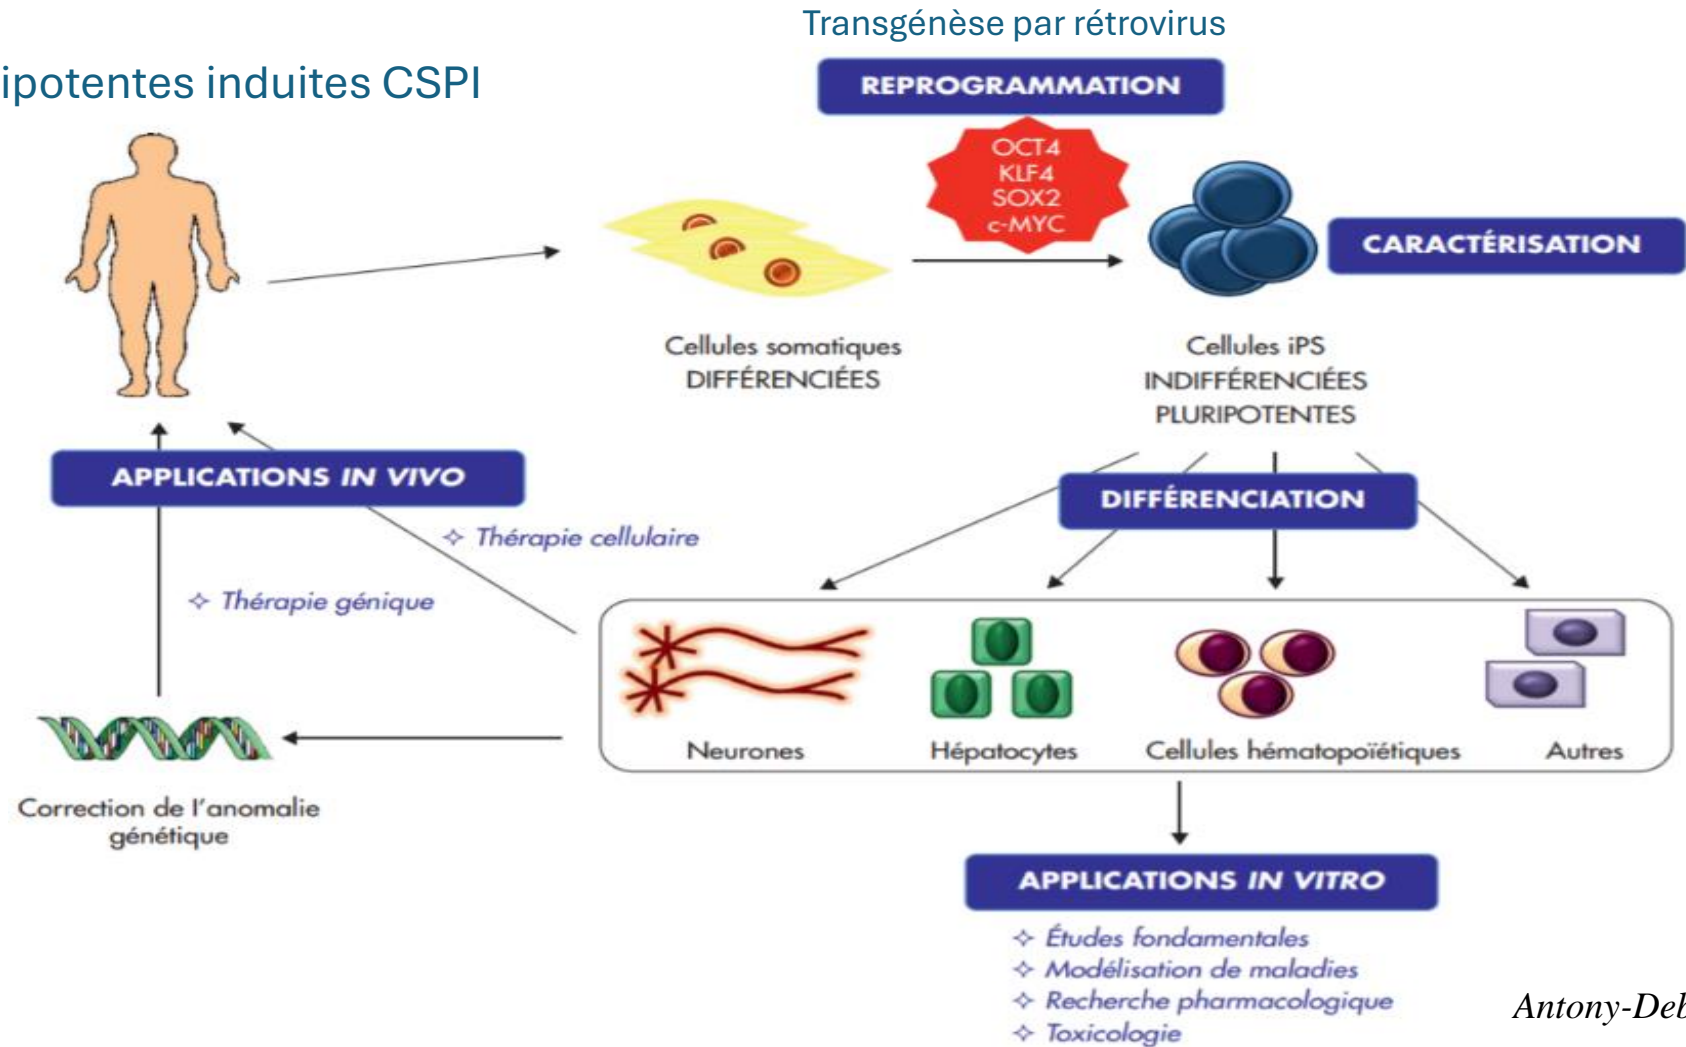 Transgénèse par rétrovirus
ipotentes induites CSPI
REPROGRAMMATION
OCT4
KLF4
SOX2
c-MYC
CARACTÉRISATION
Cellules somatiques
DIFFÉRENCIÉES
Cellules iPS
INDIFFÉRENCIÉES
PLURIPOTENTES
APPLICATIONS IN VIVO
DIFFÉRENCIATION
✧ Thérapie cellulaire
✧ Thérapie génique
Neurones
Hépatocytes
Cellules hématopoïétiques
Autres
Correction de l'anomalie
génétique
APPLICATIONS IN VITRO
✧ Études fondamentales
✧ Modélisation de maladies
✧ Recherche pharmacologique
✧ Toxicologie
Antony-Deb